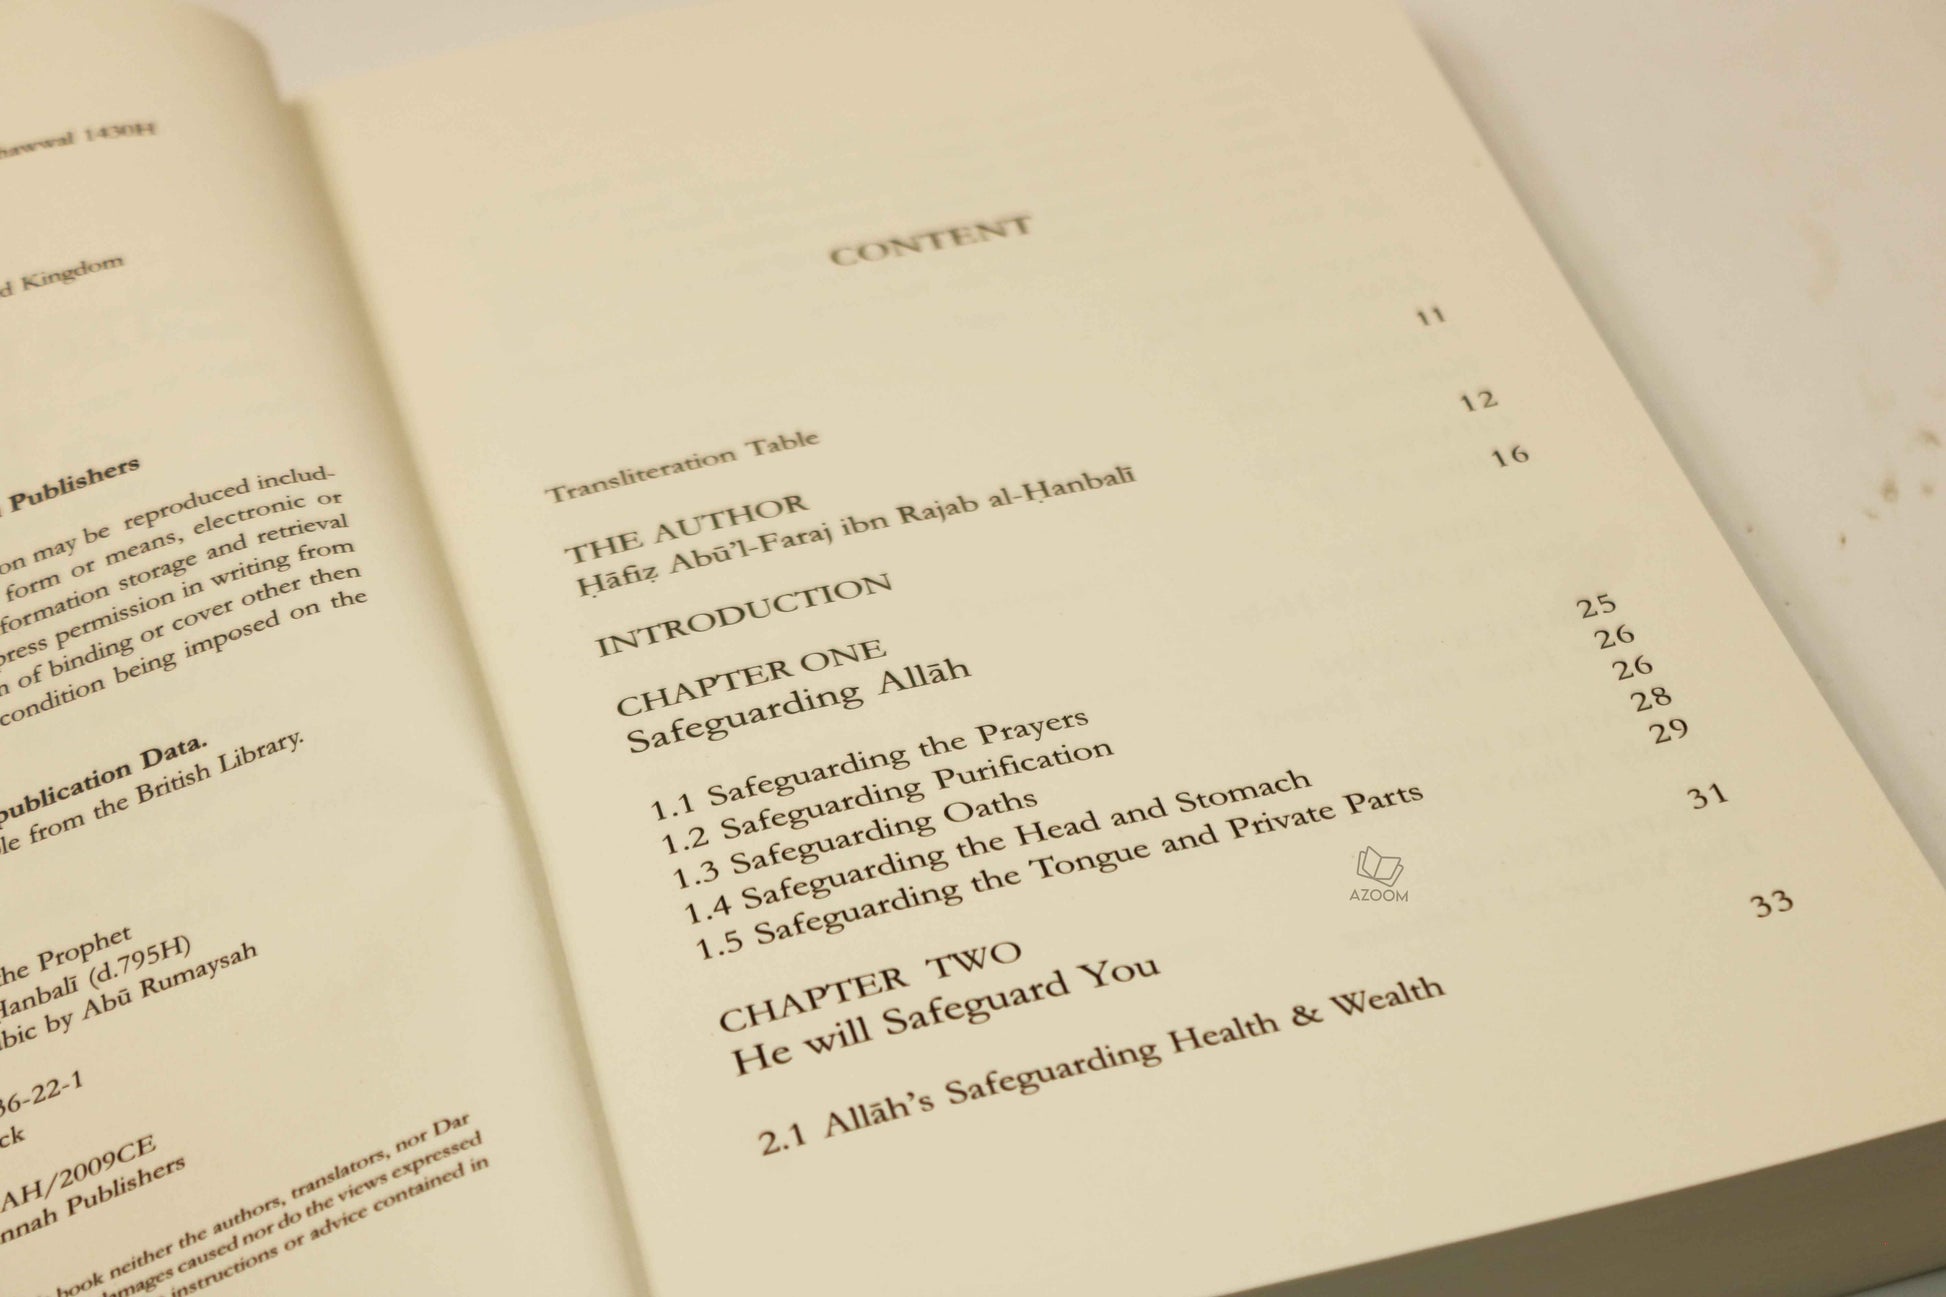 hawwal 1430H
d Kingdom
Publishers
on may be reproduced includ-
form or means, electronic or
formation storage and retrieval
press permission in writing from
n of binding or cover other then
condition being imposed on the
publication Data.
le from the British Library.
he Prophet
Hanbalī (d.795H)
bic by Abū Rumaysah
36-22-1
ck
AH/2009CE
nnah Publishers
book neither the authors, translators, nor Dar
amages caused nor do the views expressed
instructions or advice contained in
CONTENT
Transliteration Table 11
THE AUTHOR
Ḥāfiẓ Abū'l-Faraj ibn Rajab al-Ḥanbalī 12
INTRODUCTION 16
CHAPTER ONE
Safeguarding Allāh
1.1 Safeguarding the Prayers 25
1.2 Safeguarding Purification 26
1.3 Safeguarding Oaths 26
1.4 Safeguarding the Head and Stomach 28
1.5 Safeguarding the Tongue and Private Parts 29
CHAPTER TWO
He will Safeguard You 31
2.1 Allāh's Safeguarding Health & Wealth 33
AZOOM